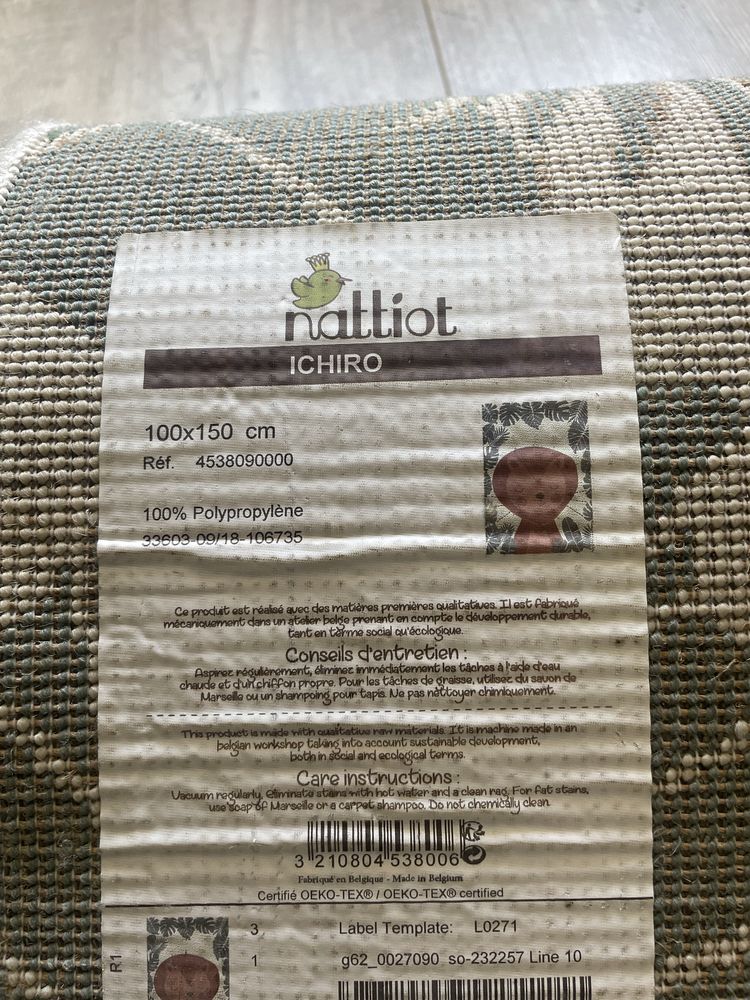 nattiot
ICHIRO
100x150 cm
Réf. 4538090000
100% Polypropylène
33603-09/18-106735
Ce produit est réalisé avec des matières premières qualitatives. Il est fabriqué
mécaniquement dans un atelier belge prenant en compte le développement durable,
tant en terme social qu'écologique.
Conseils d'entretien :
Aspirez régulièrement, éliminez immédiatement les tâches à l'aide d'eau
chaude et d'un chiffon propre. Pour les tâches de graisse, utilisez du savon de
Marseille ou un shampoing pour tapis. Ne pas nettoyer chimiquement.
This product is made with qualitative raw materials. It is machine made in an
belgian workshop taking into account sustainable development,
both in social and ecological terms.
Care instructions :
Vacuum regularly, eliminate stains with hot water and a clean rag. For fat stains,
use soap of Marseille or a carpet shampoo. Do not chemically clean.
3 210804 538006
Fabriqué en Belgique - Made in Belgium
Certifié OEKO-TEX® / OEKO-TEX® certified
3 Label Template: L0271
R1
1 g62_0027090 so-232257 Line 10